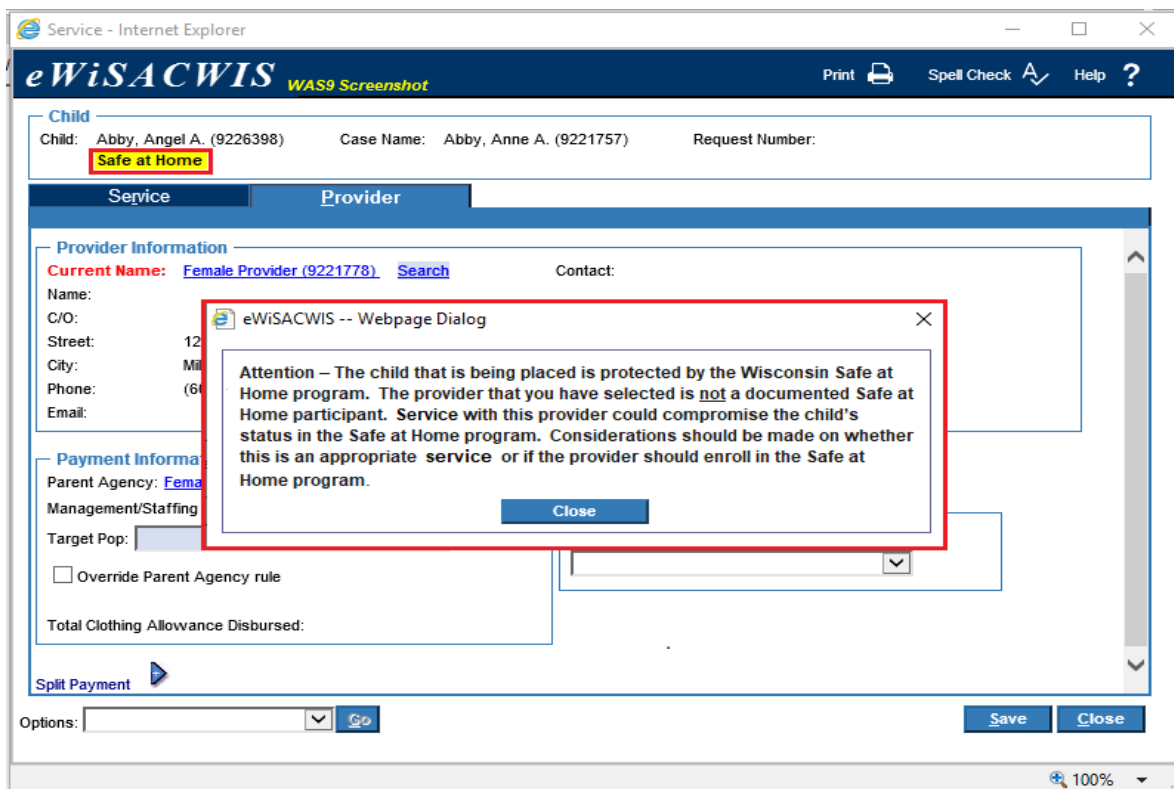 Service - Internet Explorer
eWiSACWIS WAS9 Screenshot Print Spell Check Help ?
Child
Child: Abby, Angel A. (9226398) Case Name: Abby, Anne A. (9221757) Request Number:
Safe at Home
Service Provider
Provider Information
Current Name: Female Provider (9221778) Search Contact:
Name:
C/O:
Street: 12
City: Mil
Phone: (6
Email:
eWiSACWIS -- Webpage Dialog
Attention – The child that is being placed is protected by the Wisconsin Safe at
Home program. The provider that you have selected is not a documented Safe at
Home participant. Service with this provider could compromise the child's
status in the Safe at Home program. Considerations should be made on whether
this is an appropriate service or if the provider should enroll in the Safe at
Home program.
Close
Payment Informa
Parent Agency: Fema
Management/Staffing
Target Pop:
Override Parent Agency rule
Total Clothing Allowance Disbursed:
Split Payment
Options: Go Save Close
100%